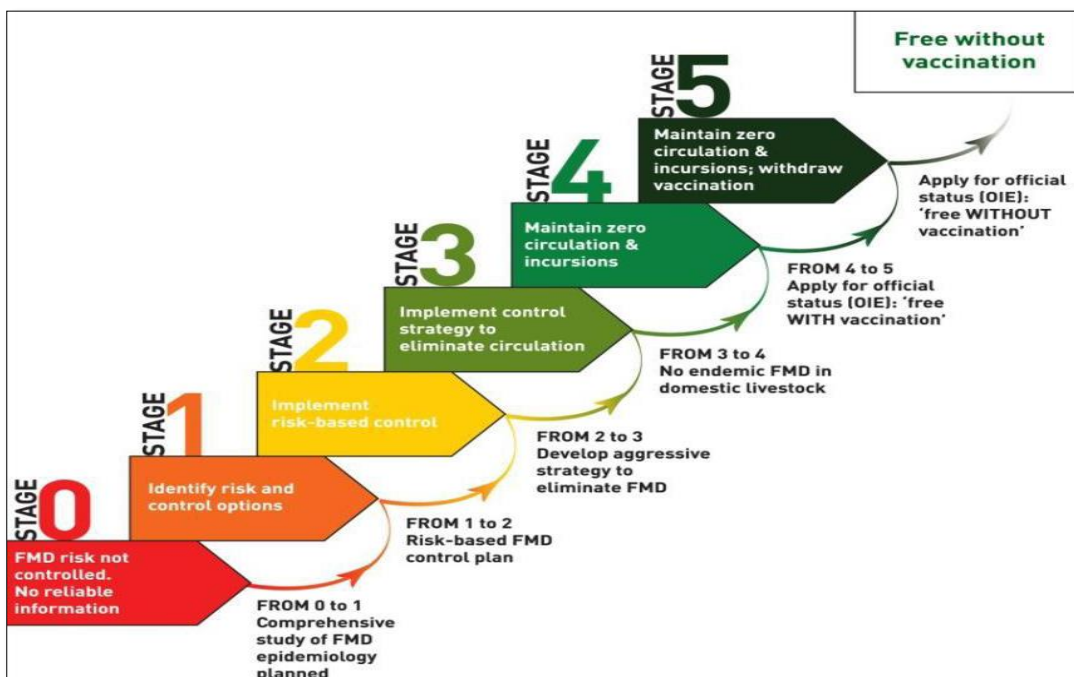 Free without
vaccination
STAGE 5
Maintain zero
circulation &
incursions; withdraw
vaccination
Apply for official
status (OIE):
‘free WITHOUT
vaccination’
STAGE 4
Maintain zero
circulation &
incursions
FROM 4 to 5
Apply for official
status (OIE): ‘free
WITH vaccination’
STAGE 3
Implement control
strategy to
eliminate circulation
FROM 3 to 4
No endemic FMD in
domestic livestock
STAGE 2
Implement
risk-based control
FROM 2 to 3
Develop aggressive
strategy to
eliminate FMD
STAGE 1
Identify risk and
control options
FROM 1 to 2
Risk-based FMD
control plan
STAGE 0
FMD risk not
controlled.
No reliable
information
FROM 0 to 1
Comprehensive
study of FMD
epidemiology
planned